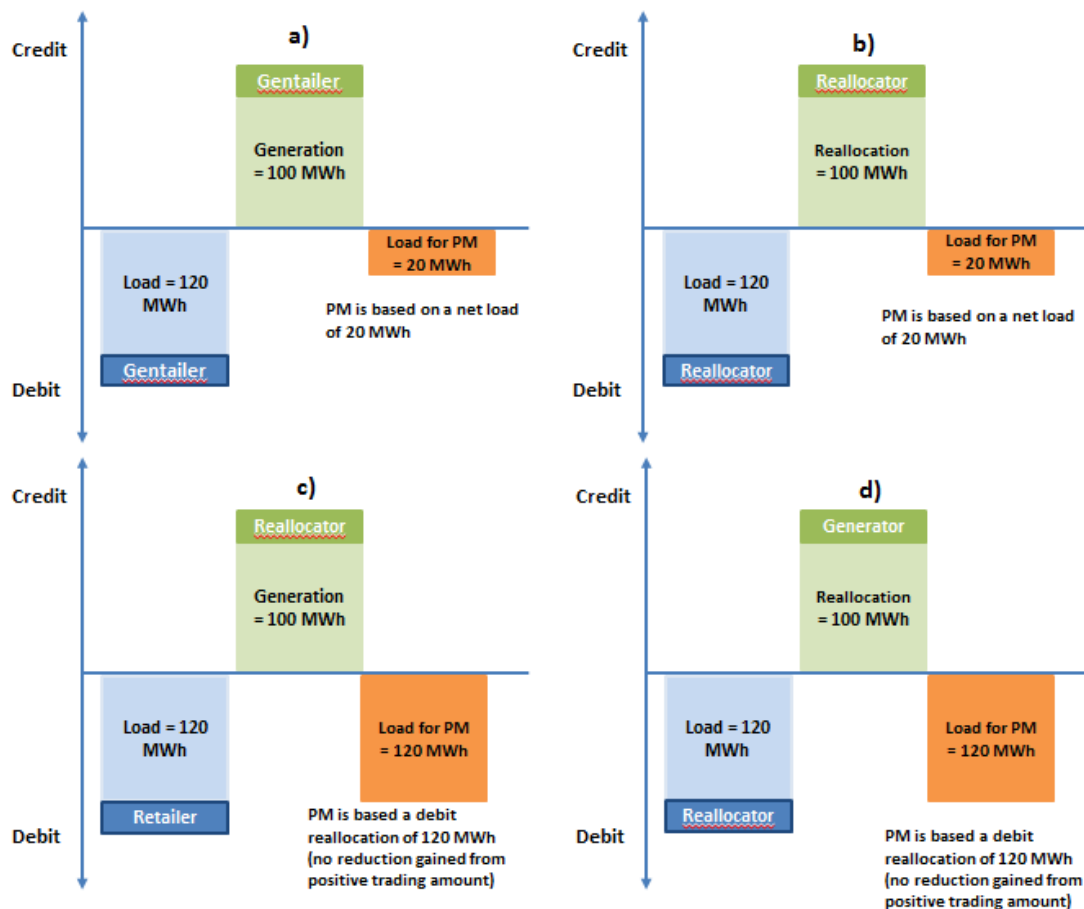 a)
Credit
Gentailer
Generation
= 100 MWh
Load for PM
= 20 MWh
Load = 120
MWh
PM is based on a net load
of 20 MWh
Gentailer
Debit
b)
Credit
Reallocator
Reallocation
= 100 MWh
Load for PM
= 20 MWh
Load = 120
MWh
PM is based on a net load
of 20 MWh
Reallocator
Debit
c)
Credit
Reallocator
Generation
= 100 MWh
Load = 120
MWh
Load for PM
= 120 MWh
Retailer
PM is based a debit
reallocation of 120 MWh
(no reduction gained from
positive trading amount)
Debit
d)
Credit
Generator
Reallocation
= 100 MWh
Load = 120
MWh
Load for PM
= 120 MWh
Reallocator
PM is based a debit
reallocation of 120 MWh
(no reduction gained from
positive trading amount)
Debit